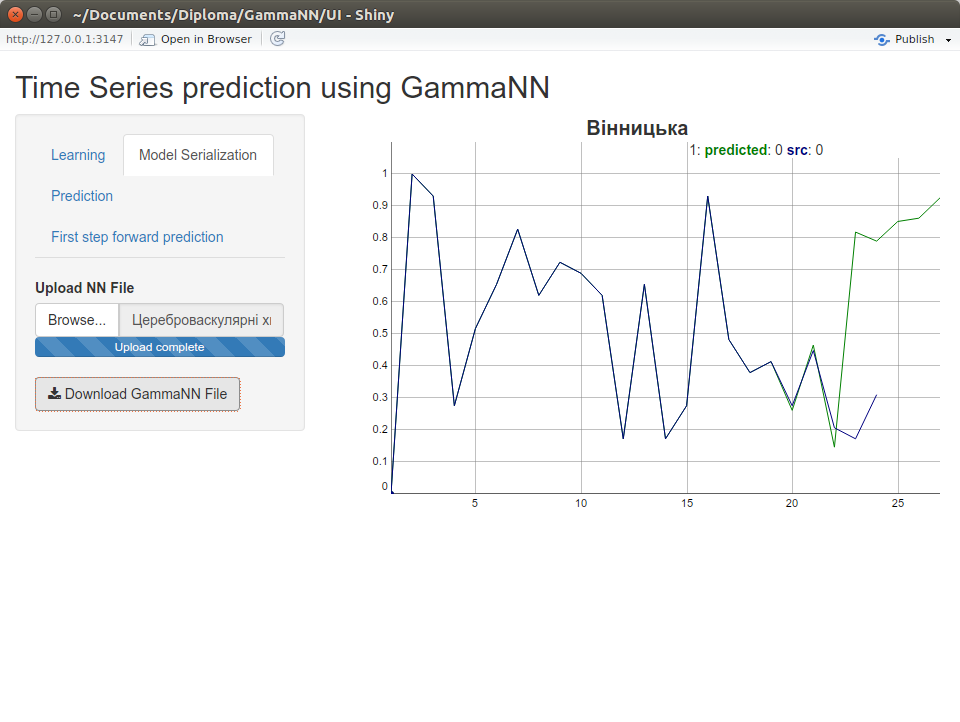 ~/Documents/Diploma/GammaNN/UI - Shiny
http://127.0.0.1:3147 Open in Browser Publish
Time Series prediction using GammaNN
Learning
Model Serialization
Prediction
First step forward prediction
Upload NN File
Browse... Цереброваскулярні х
Upload complete
Download GammaNN File
Вінницька
1: predicted: 0 src: 0
1
0.9
0.8
0.7
0.6
0.5
0.4
0.3
0.2
0.1
0
5 10 15 20 25